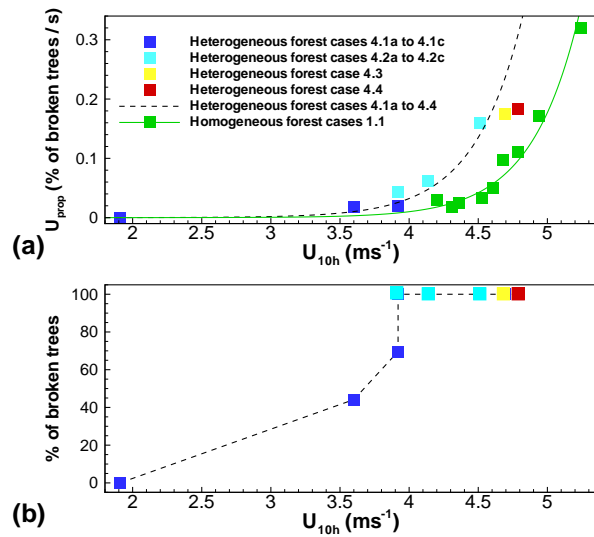 0.3
0.2
0.1
0
U_prop (% of broken trees / s)
Heterogeneous forest cases 4.1a to 4.1c
Heterogeneous forest cases 4.2a to 4.2c
Heterogeneous forest case 4.3
Heterogeneous forest case 4.4
Heterogeneous forest cases 4.1a to 4.4
Homogeneous forest cases 1.1
2 2.5 3 3.5 4 4.5 5
(a)
U_10h (ms^-1)
100
80
60
40
20
0
% of broken trees
2 2.5 3 3.5 4 4.5 5
(b)
U_10h (ms^-1)